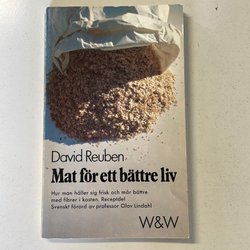 David Reuben
Mat för ett bättre liv
Hur man håller sig frisk och mår bättre
med fibrer i kosten. Receptdel
Svenskt förord av professor Olov Lindahl
W&W